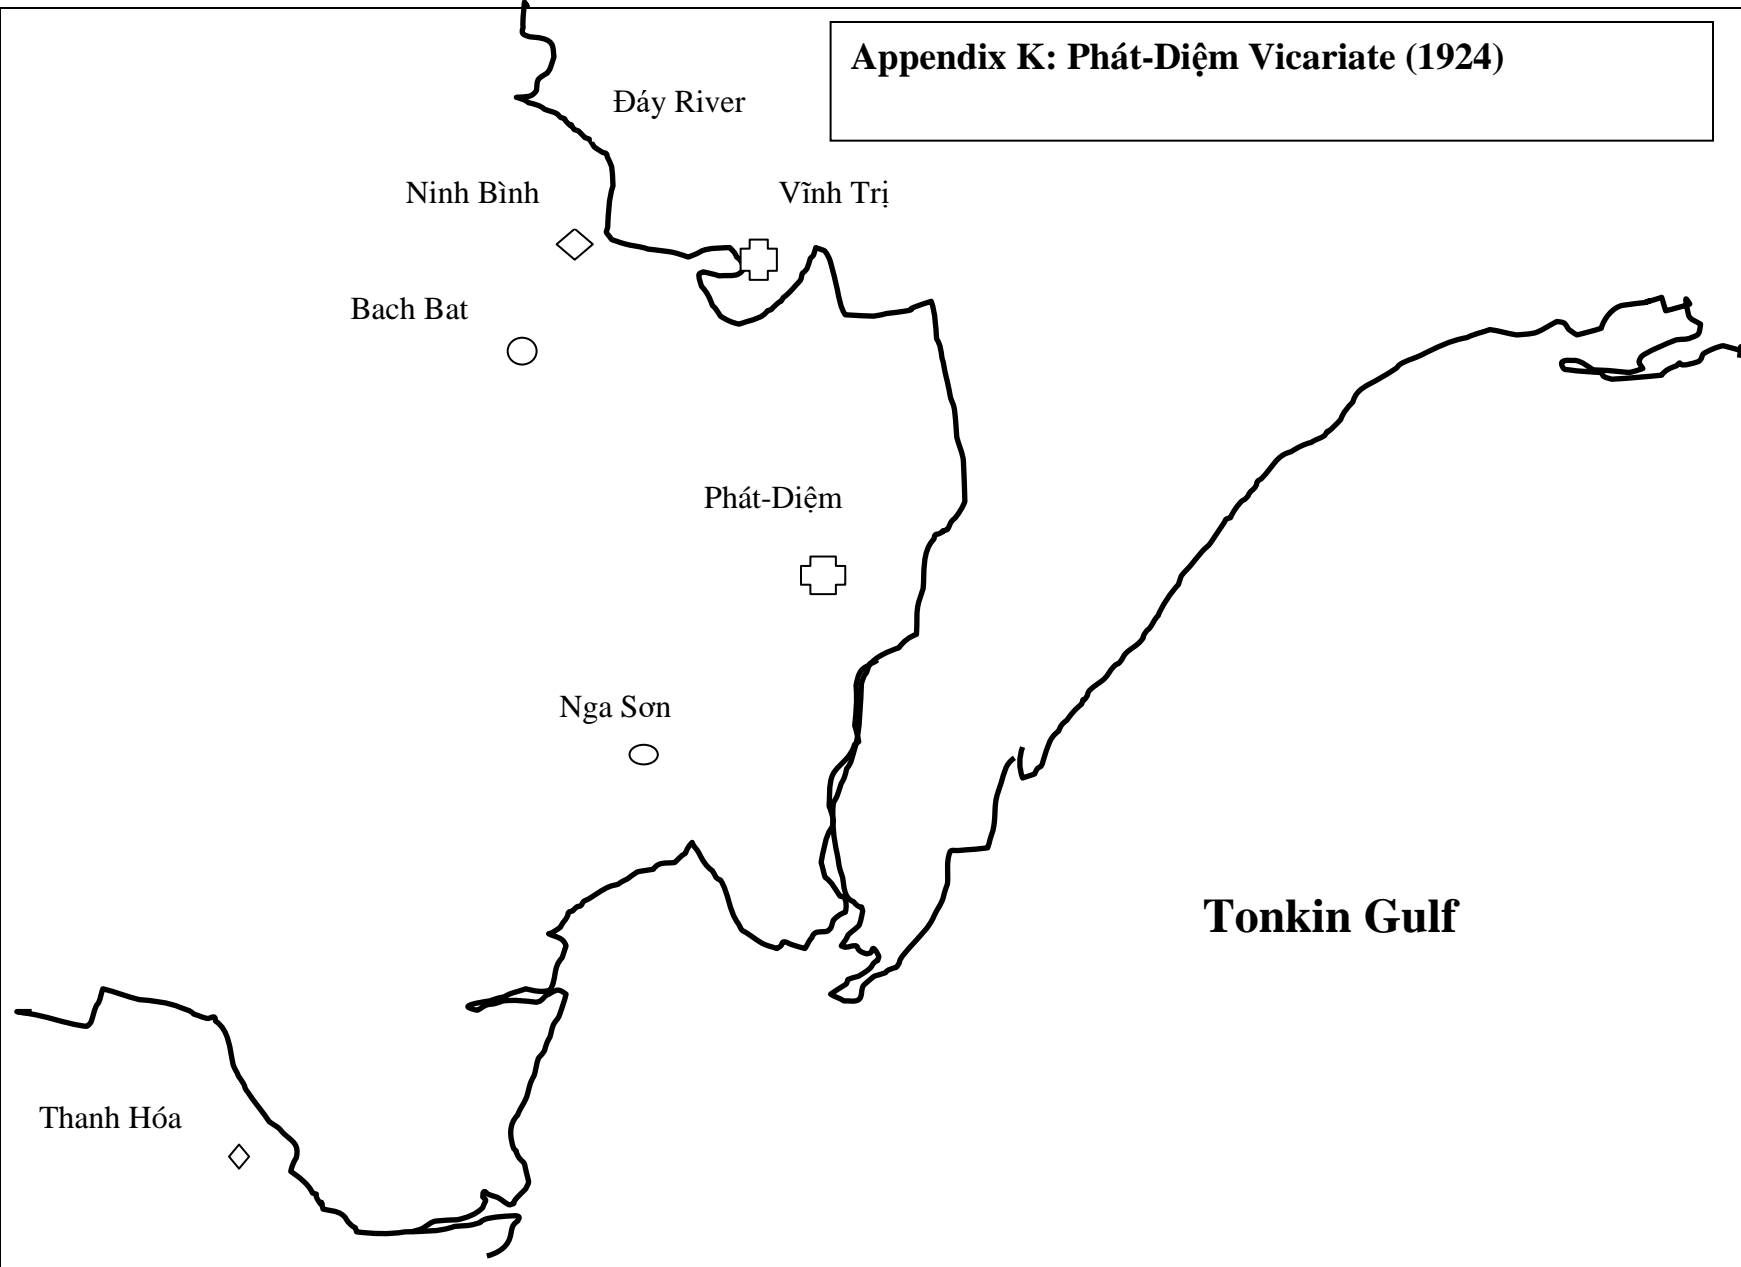 Appendix K: Phát-Diệm Vicariate (1924)
Đáy River
Ninh Bình
Vĩnh Trị
Bach Bat
Phát-Diệm
Nga Sơn
Tonkin Gulf
Thanh Hóa